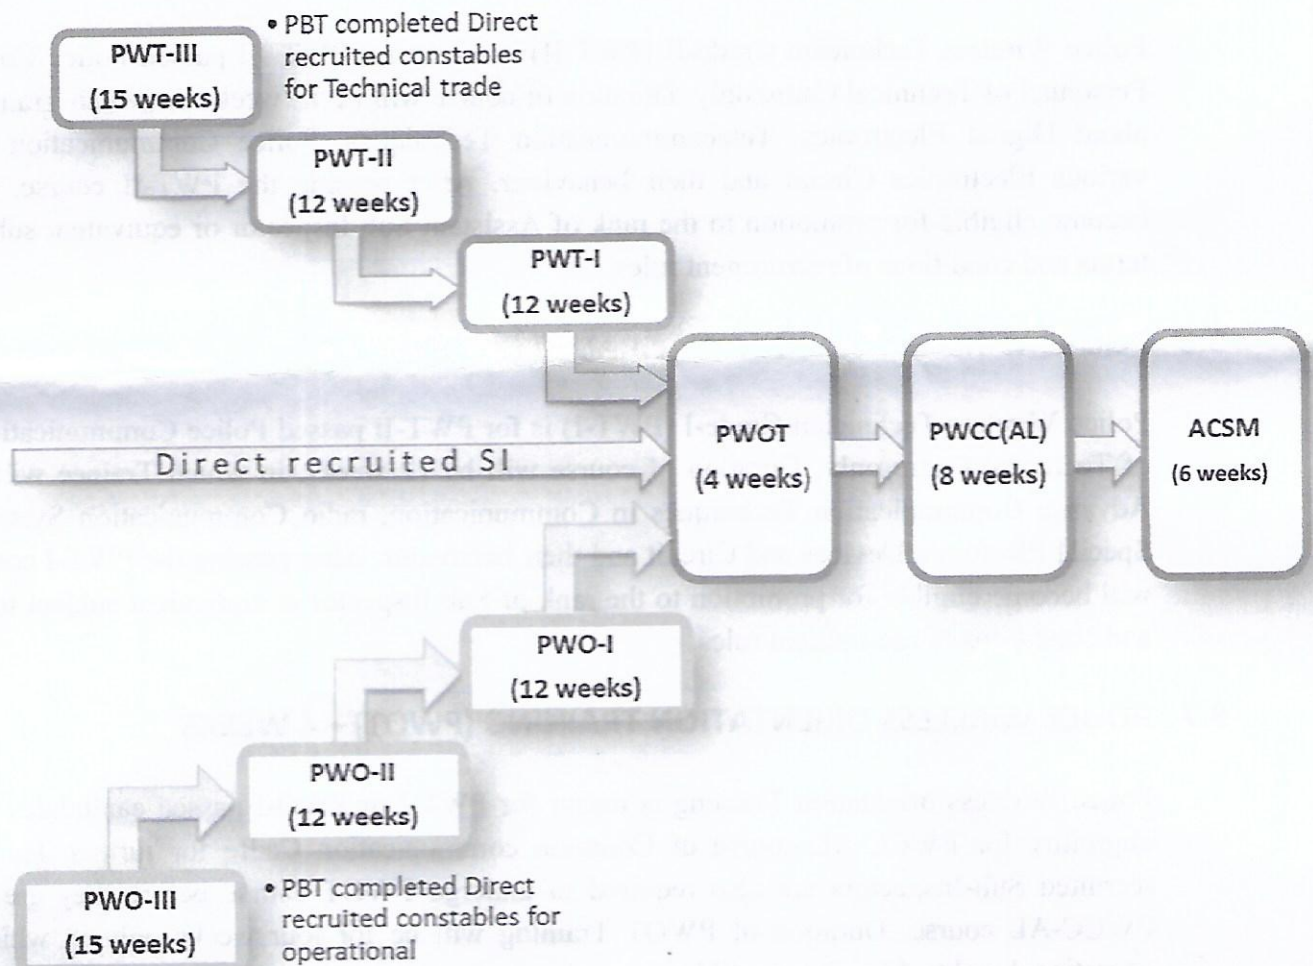 PWT-III
(15 weeks)
• PBT completed Direct
recruited constables
for Technical trade
PWT-II
(12 weeks)
PWT-I
(12 weeks)
Direct recruited SI
PWOT
(4 weeks)
PWCC(AL)
(8 weeks)
ACSM
(6 weeks)
PWO-I
(12 weeks)
PWO-II
(12 weeks)
PWO-III
(15 weeks)
• PBT completed Direct
recruited constables for
operational